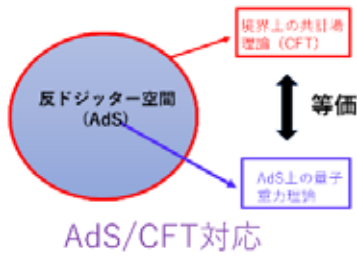 境界上の共形場
理論（CFT）
反ドジッター空間
（AdS）
等価
AdS上の量子
重力理論
AdS/CFT対応